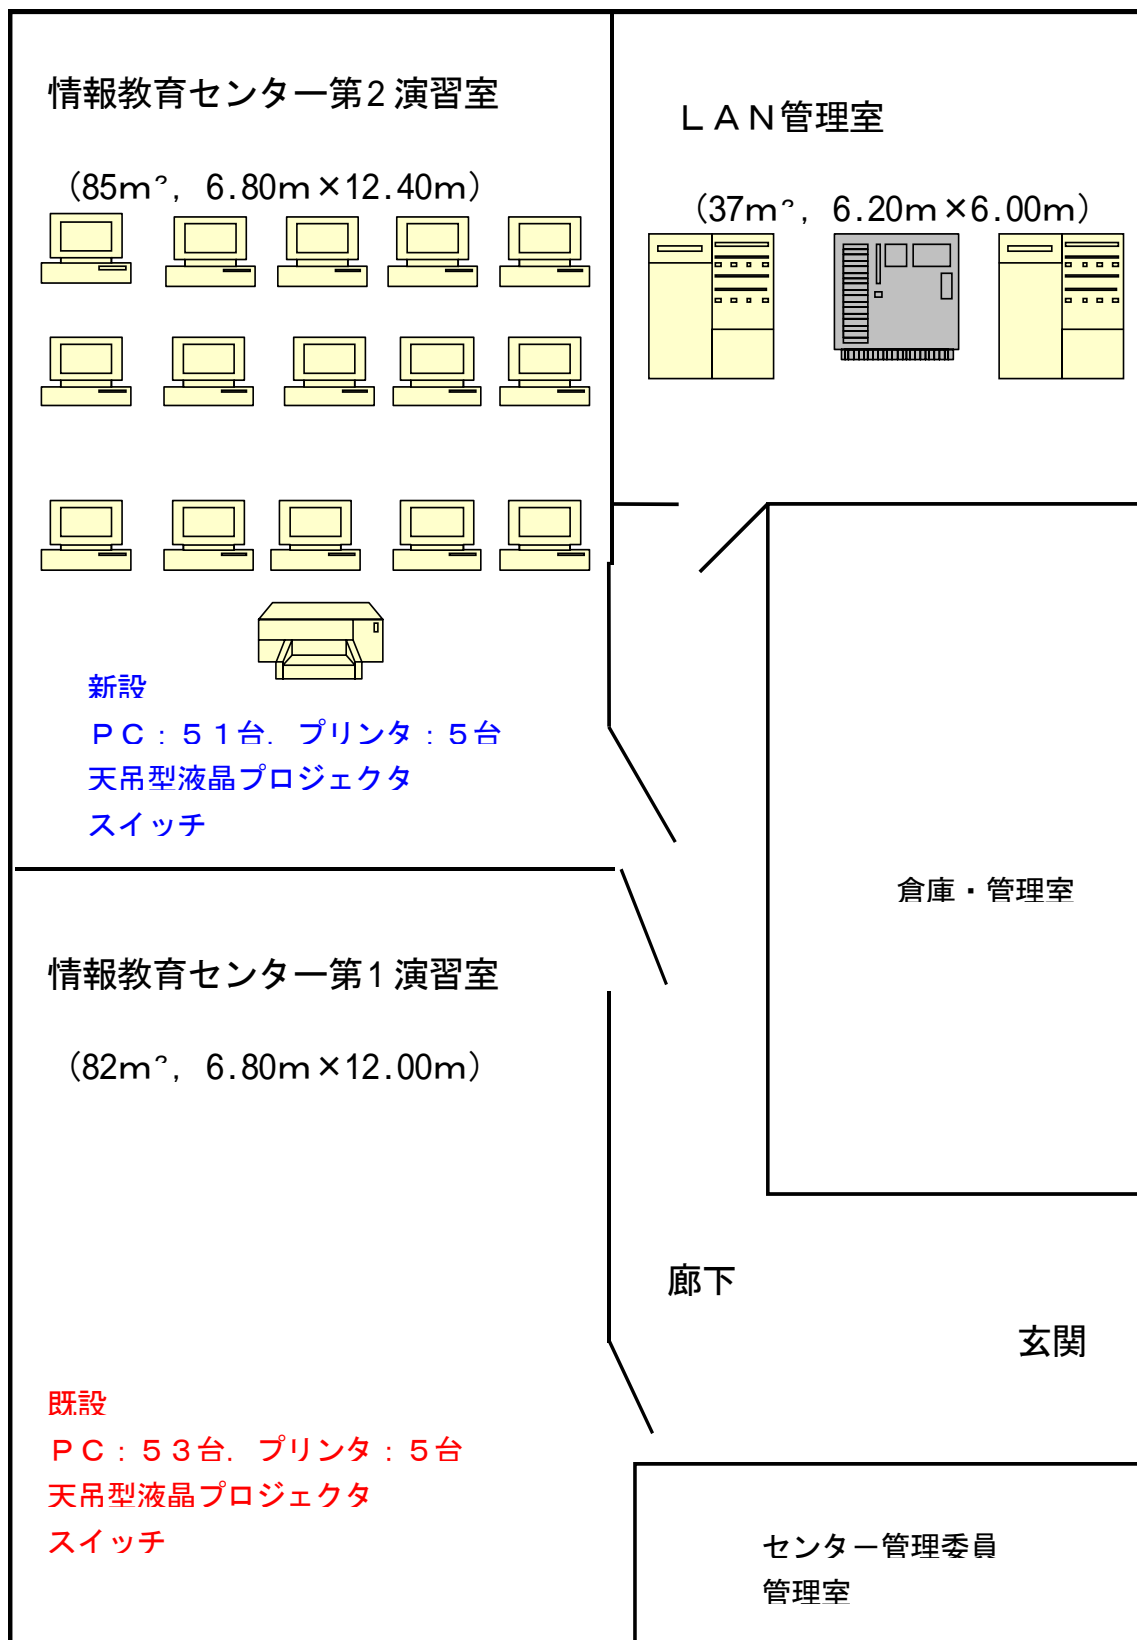 情報教育センター第2演習室
（85m², 6.80m×12.40m）
ＬＡＮ管理室
（37m², 6.20m×6.00m）
新設
ＰＣ：５１台, プリンタ：５台
天吊型液晶プロジェクタ
スイッチ
倉庫・管理室
情報教育センター第1演習室
（82m², 6.80m×12.00m）
廊下
玄関
既設
ＰＣ：５３台, プリンタ：５台
天吊型液晶プロジェクタ
スイッチ
センター管理委員
管理室